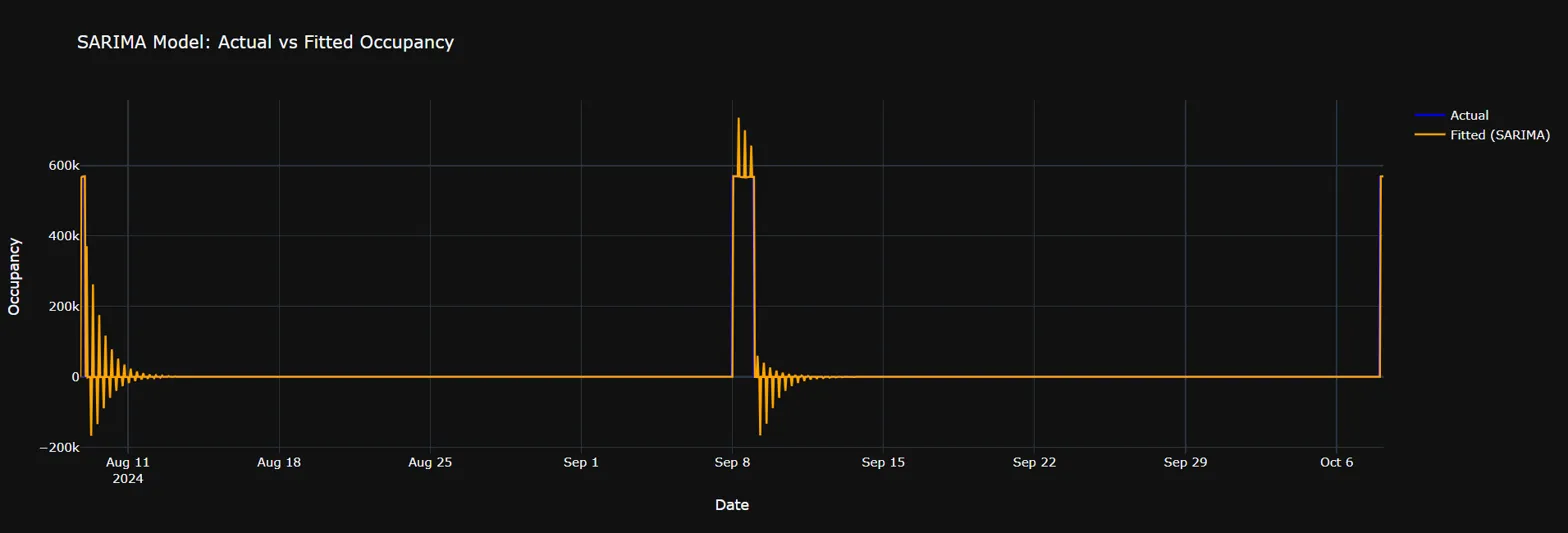 SARIMA Model: Actual vs Fitted Occupancy
Actual
Fitted (SARIMA)
600k
400k
200k
0
−200k
Occupancy
Aug 11
2024
Aug 18
Aug 25
Sep 1
Sep 8
Sep 15
Sep 22
Sep 29
Oct 6
Date